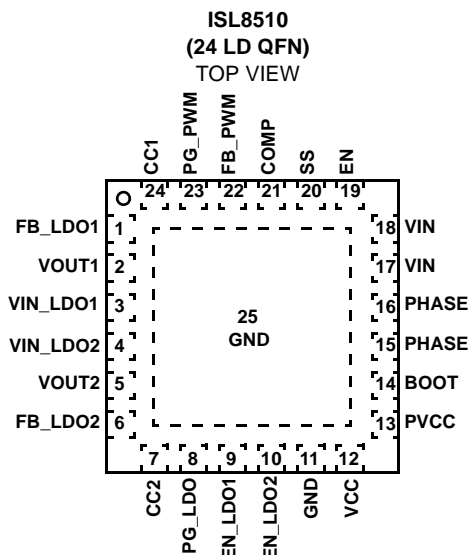 ISL8510
(24 LD QFN)
TOP VIEW
CC1
PG_PWM
FB_PWM
COMP
SS
EN
24 23 22 21 20 19
FB_LDO1 1
VOUT1 2
VIN_LDO1 3
VIN_LDO2 4
VOUT2 5
FB_LDO2 6
25
GND
18 VIN
17 VIN
16 PHASE
15 PHASE
14 BOOT
13 PVCC
7 8 9 10 11 12
CC2
PG_LDO
EN_LDO1
EN_LDO2
GND
VCC